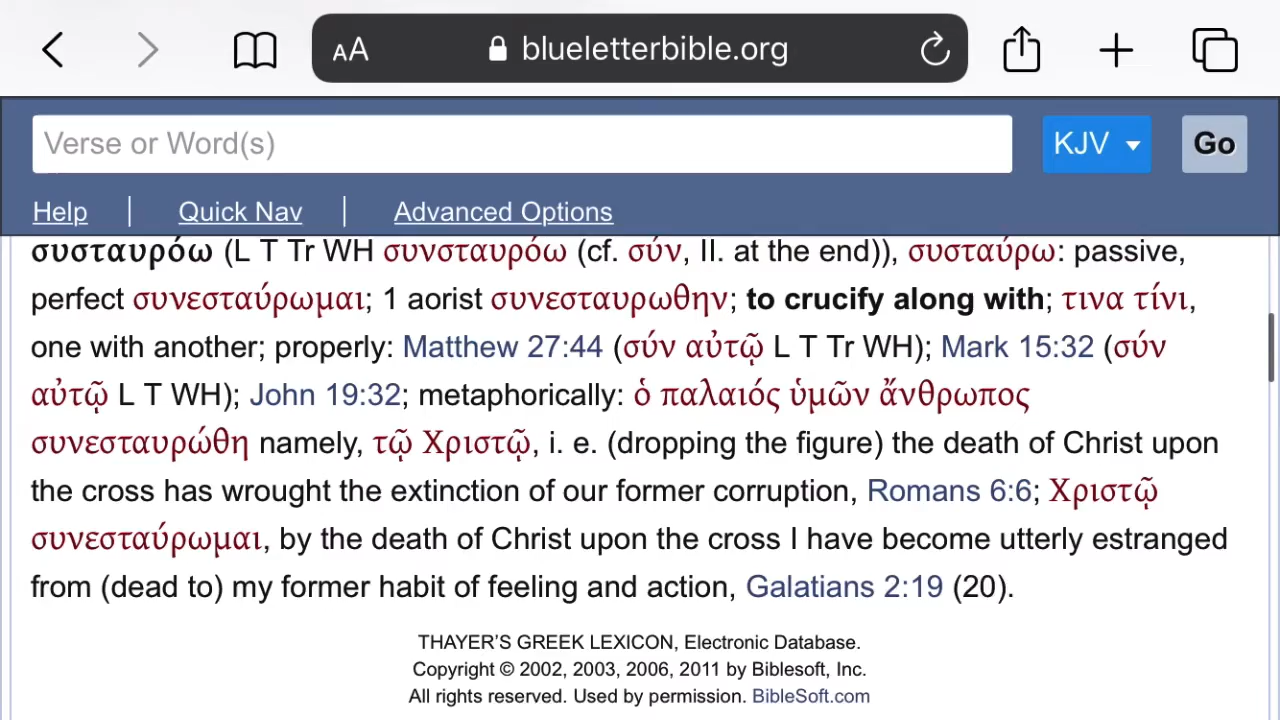 AA blueletterbible.org
Verse or Word(s) KJV Go
Help | Quick Nav | Advanced Options
συσταυρόω (L T Tr WH συνσταυρόω (cf. σύν, II. at the end)), συσταύρω: passive,
perfect συνεσταύρωμαι; 1 aorist συνεσταυρωθην; to crucify along with; τινα τίνι,
one with another; properly: Matthew 27:44 (σύν αὐτῷ L T Tr WH); Mark 15:32 (σύν
αὐτῷ L T WH); John 19:32; metaphorically: ὁ παλαιός ὑμῶν ἄνθρωπος
συνεσταυρώθη namely, τῷ Χριστῷ, i. e. (dropping the figure) the death of Christ upon
the cross has wrought the extinction of our former corruption, Romans 6:6; Χριστῷ
συνεσταύρωμαι, by the death of Christ upon the cross I have become utterly estranged
from (dead to) my former habit of feeling and action, Galatians 2:19 (20).
THAYER'S GREEK LEXICON, Electronic Database.
Copyright © 2002, 2003, 2006, 2011 by Biblesoft, Inc.
All rights reserved. Used by permission. BibleSoft.com